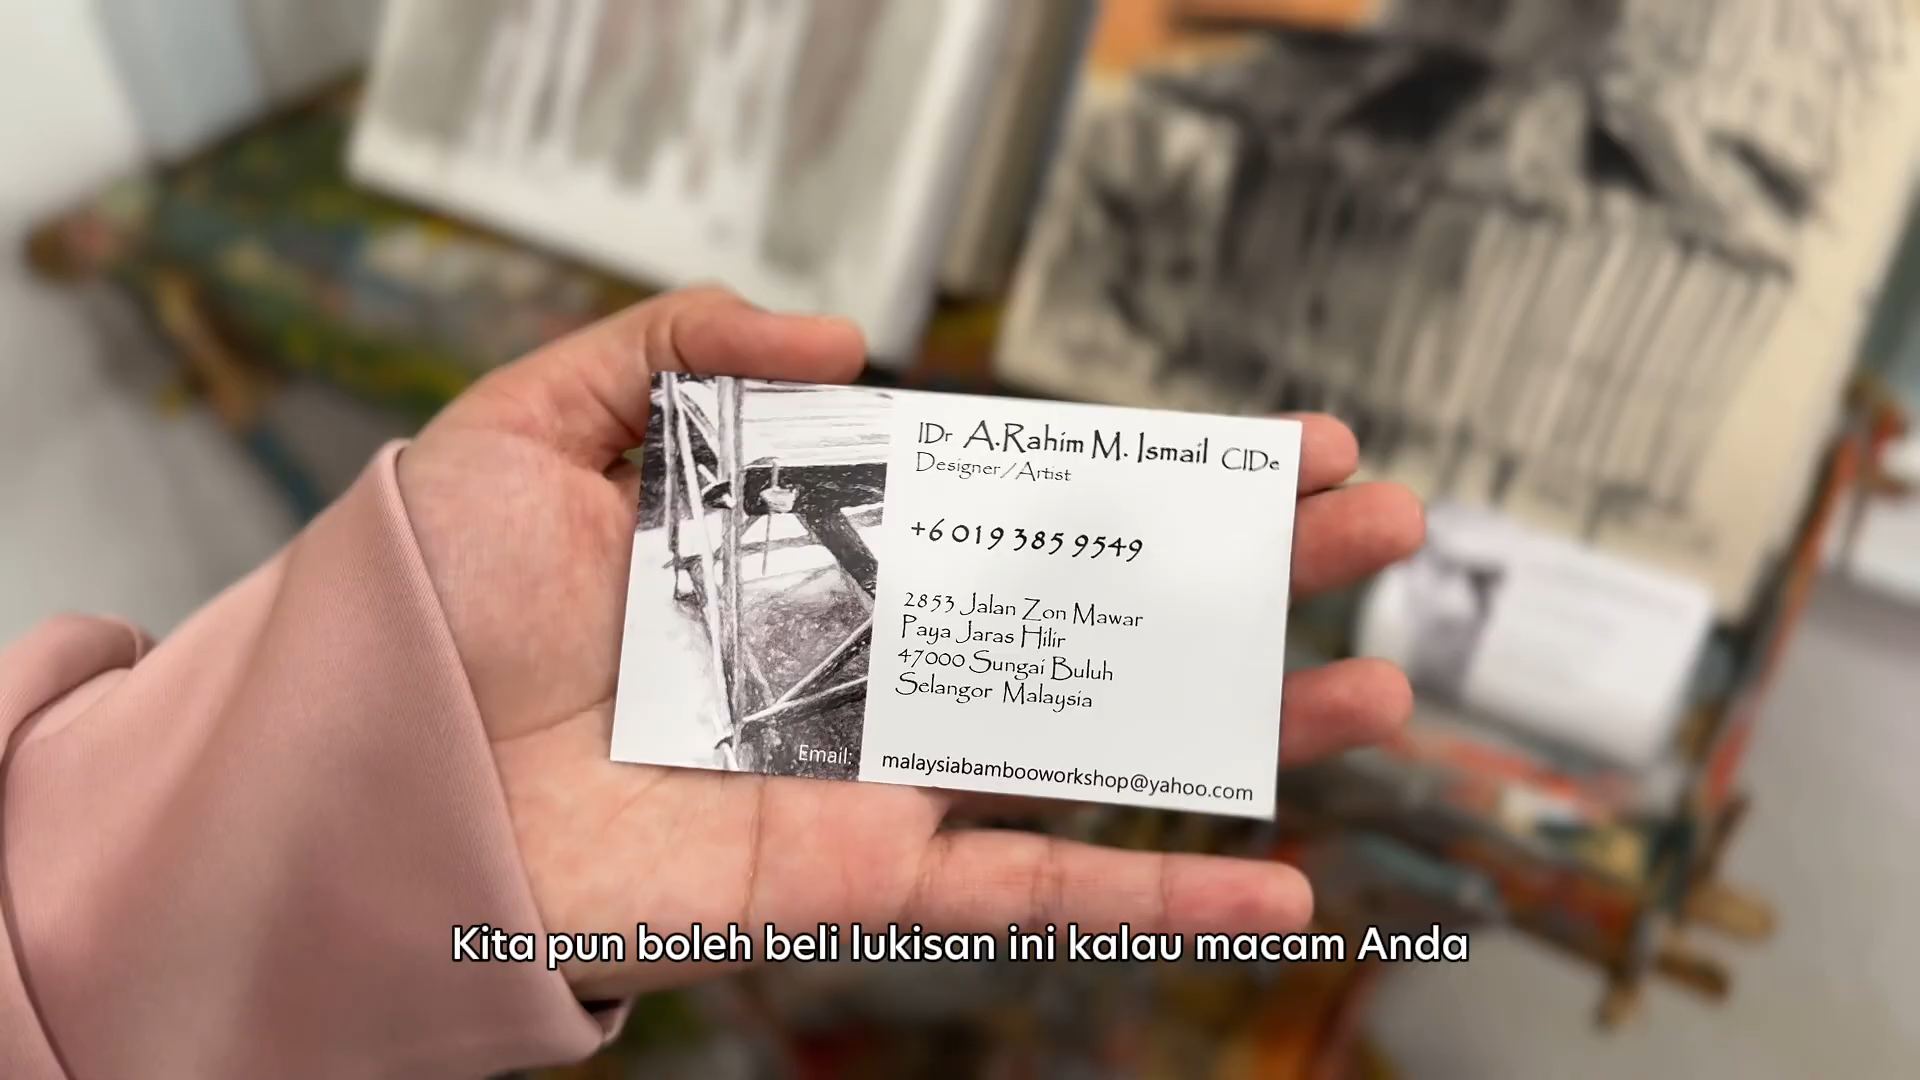 IDr A.Rahim M. Ismail CIDe
Designer/Artist
+6 019 385 9549
2853 Jalan Zon Mawar
Paya Jaras Hilir
47000 Sungai Buluh
Selangor Malaysia
Email: malaysiabambooworkshop@yahoo.com
Kita pun boleh beli lukisan ini kalau macam Anda